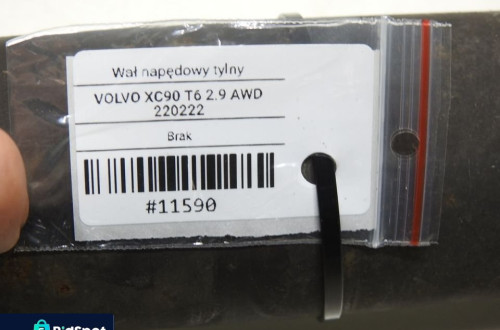 Wał napędowy tylny
VOLVO XC90 T6 2.9 AWD
220222
Brak
#11590